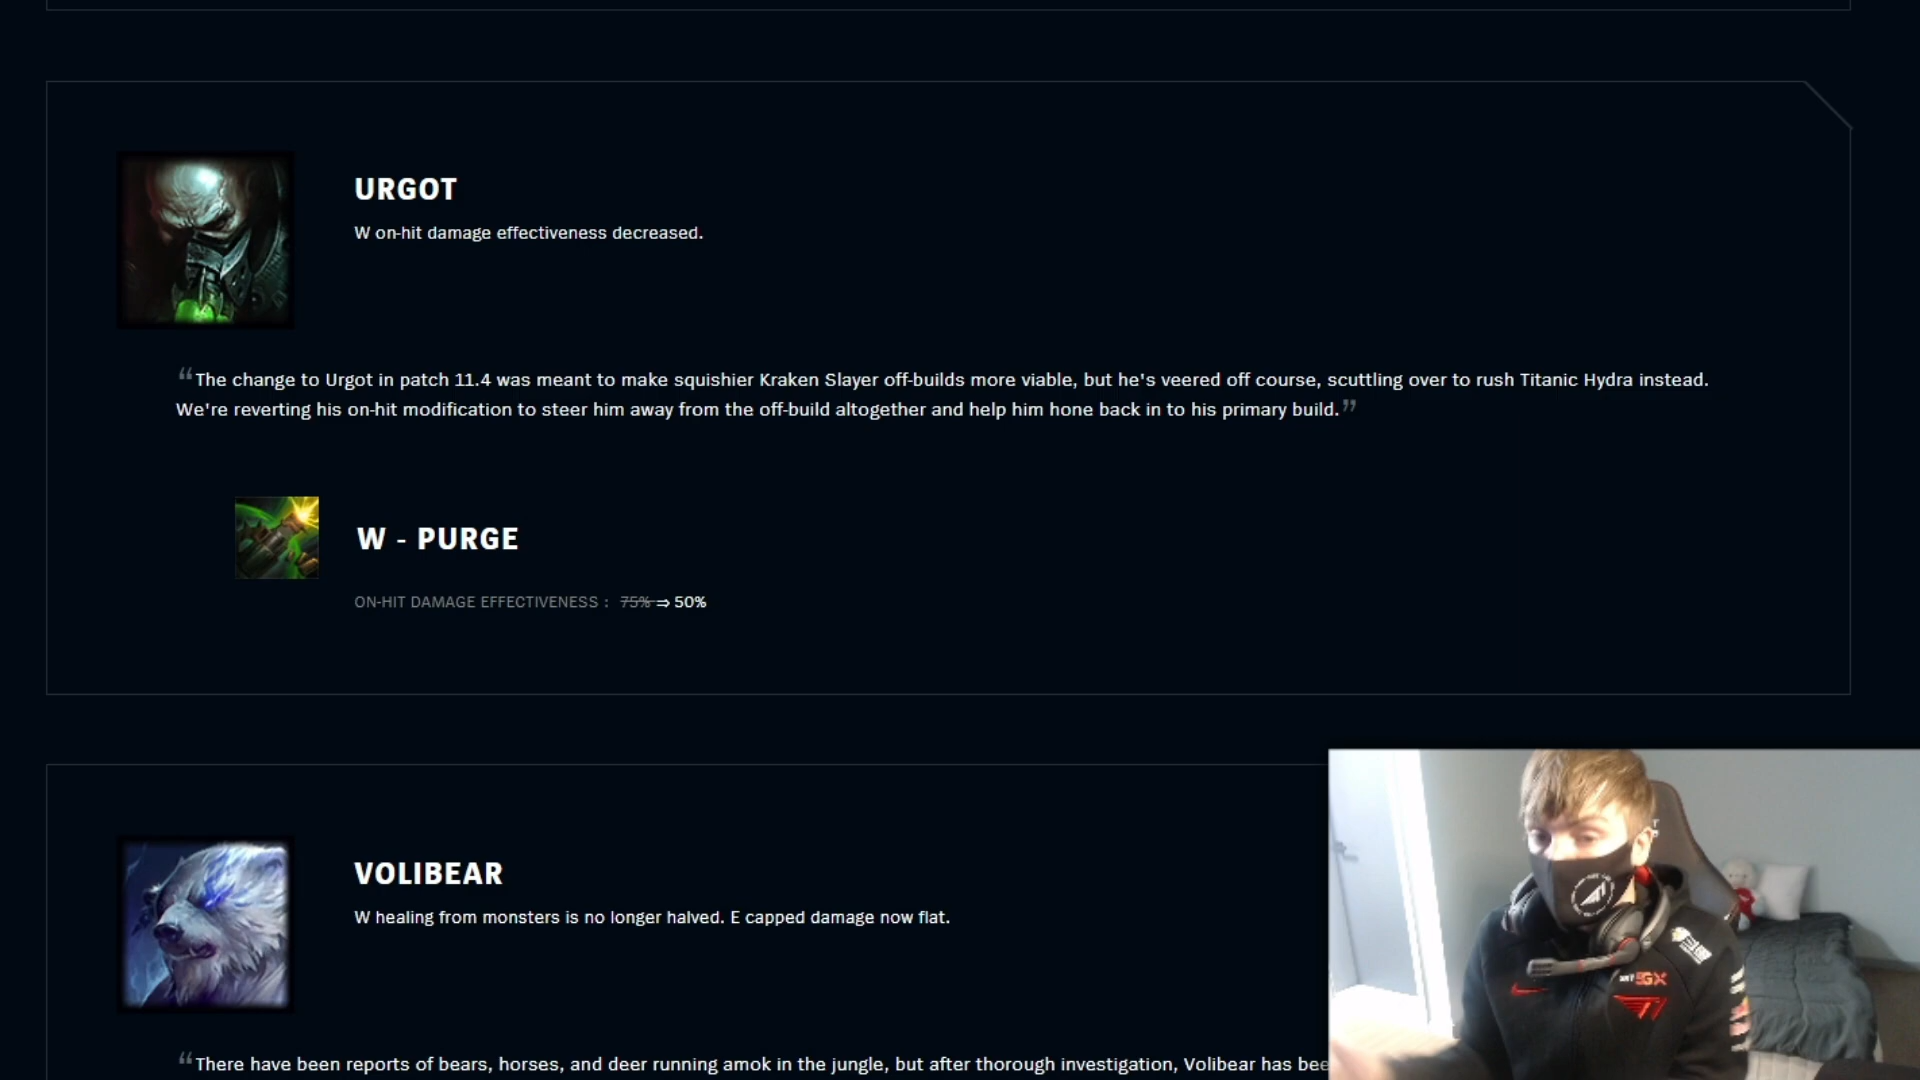 URGOT
W on-hit damage effectiveness decreased.
“The change to Urgot in patch 11.4 was meant to make squishier Kraken Slayer off-builds more viable, but he's veered off course, scuttling over to rush Titanic Hydra instead.
We're reverting his on-hit modification to steer him away from the off-build altogether and help him hone back in to his primary build.”
W - PURGE
ON-HIT DAMAGE EFFECTIVENESS : 75% ⇒ 50%
VOLIBEAR
W healing from monsters is no longer halved. E capped damage now flat.
“There have been reports of bears, horses, and deer running amok in the jungle, but after thorough investigation, Volibear has bee
T1